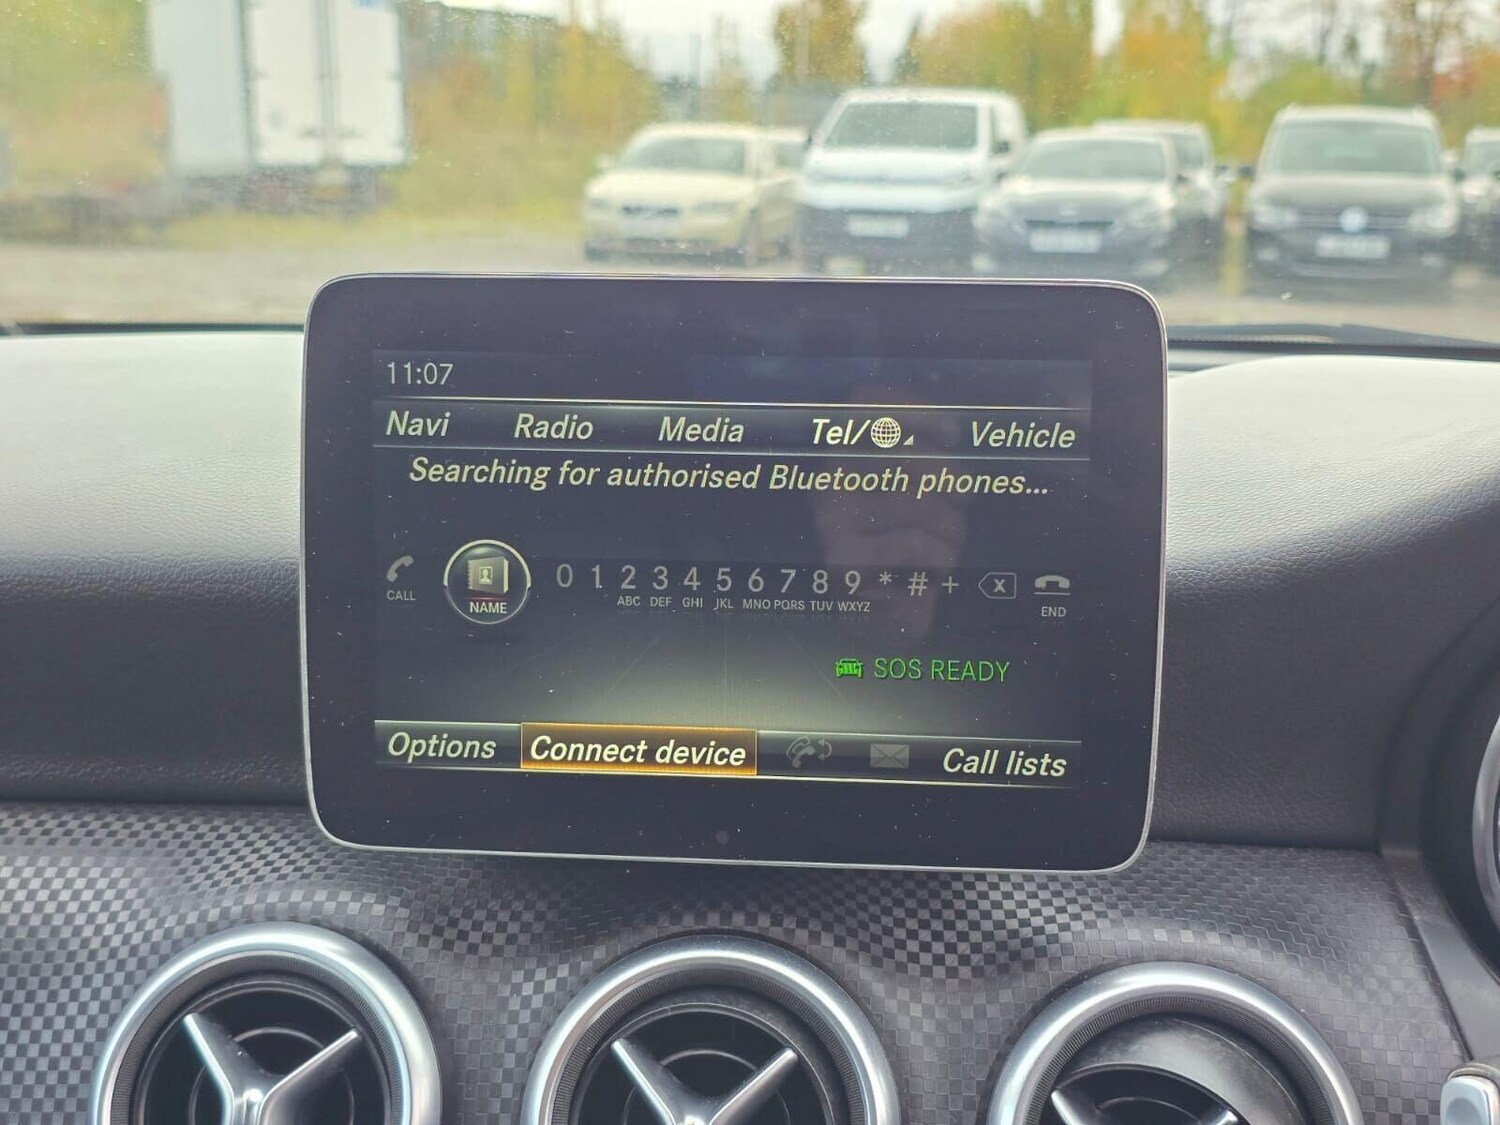 11:07
Navi Radio Media Tel/ Vehicle
Searching for authorised Bluetooth phones...
CALL NAME 0 1 2 3 4 5 6 7 8 9 * # + X END
ABC DEF GHI JKL MNO PQRS TUV WXYZ
SOS READY
Options Connect device Call lists